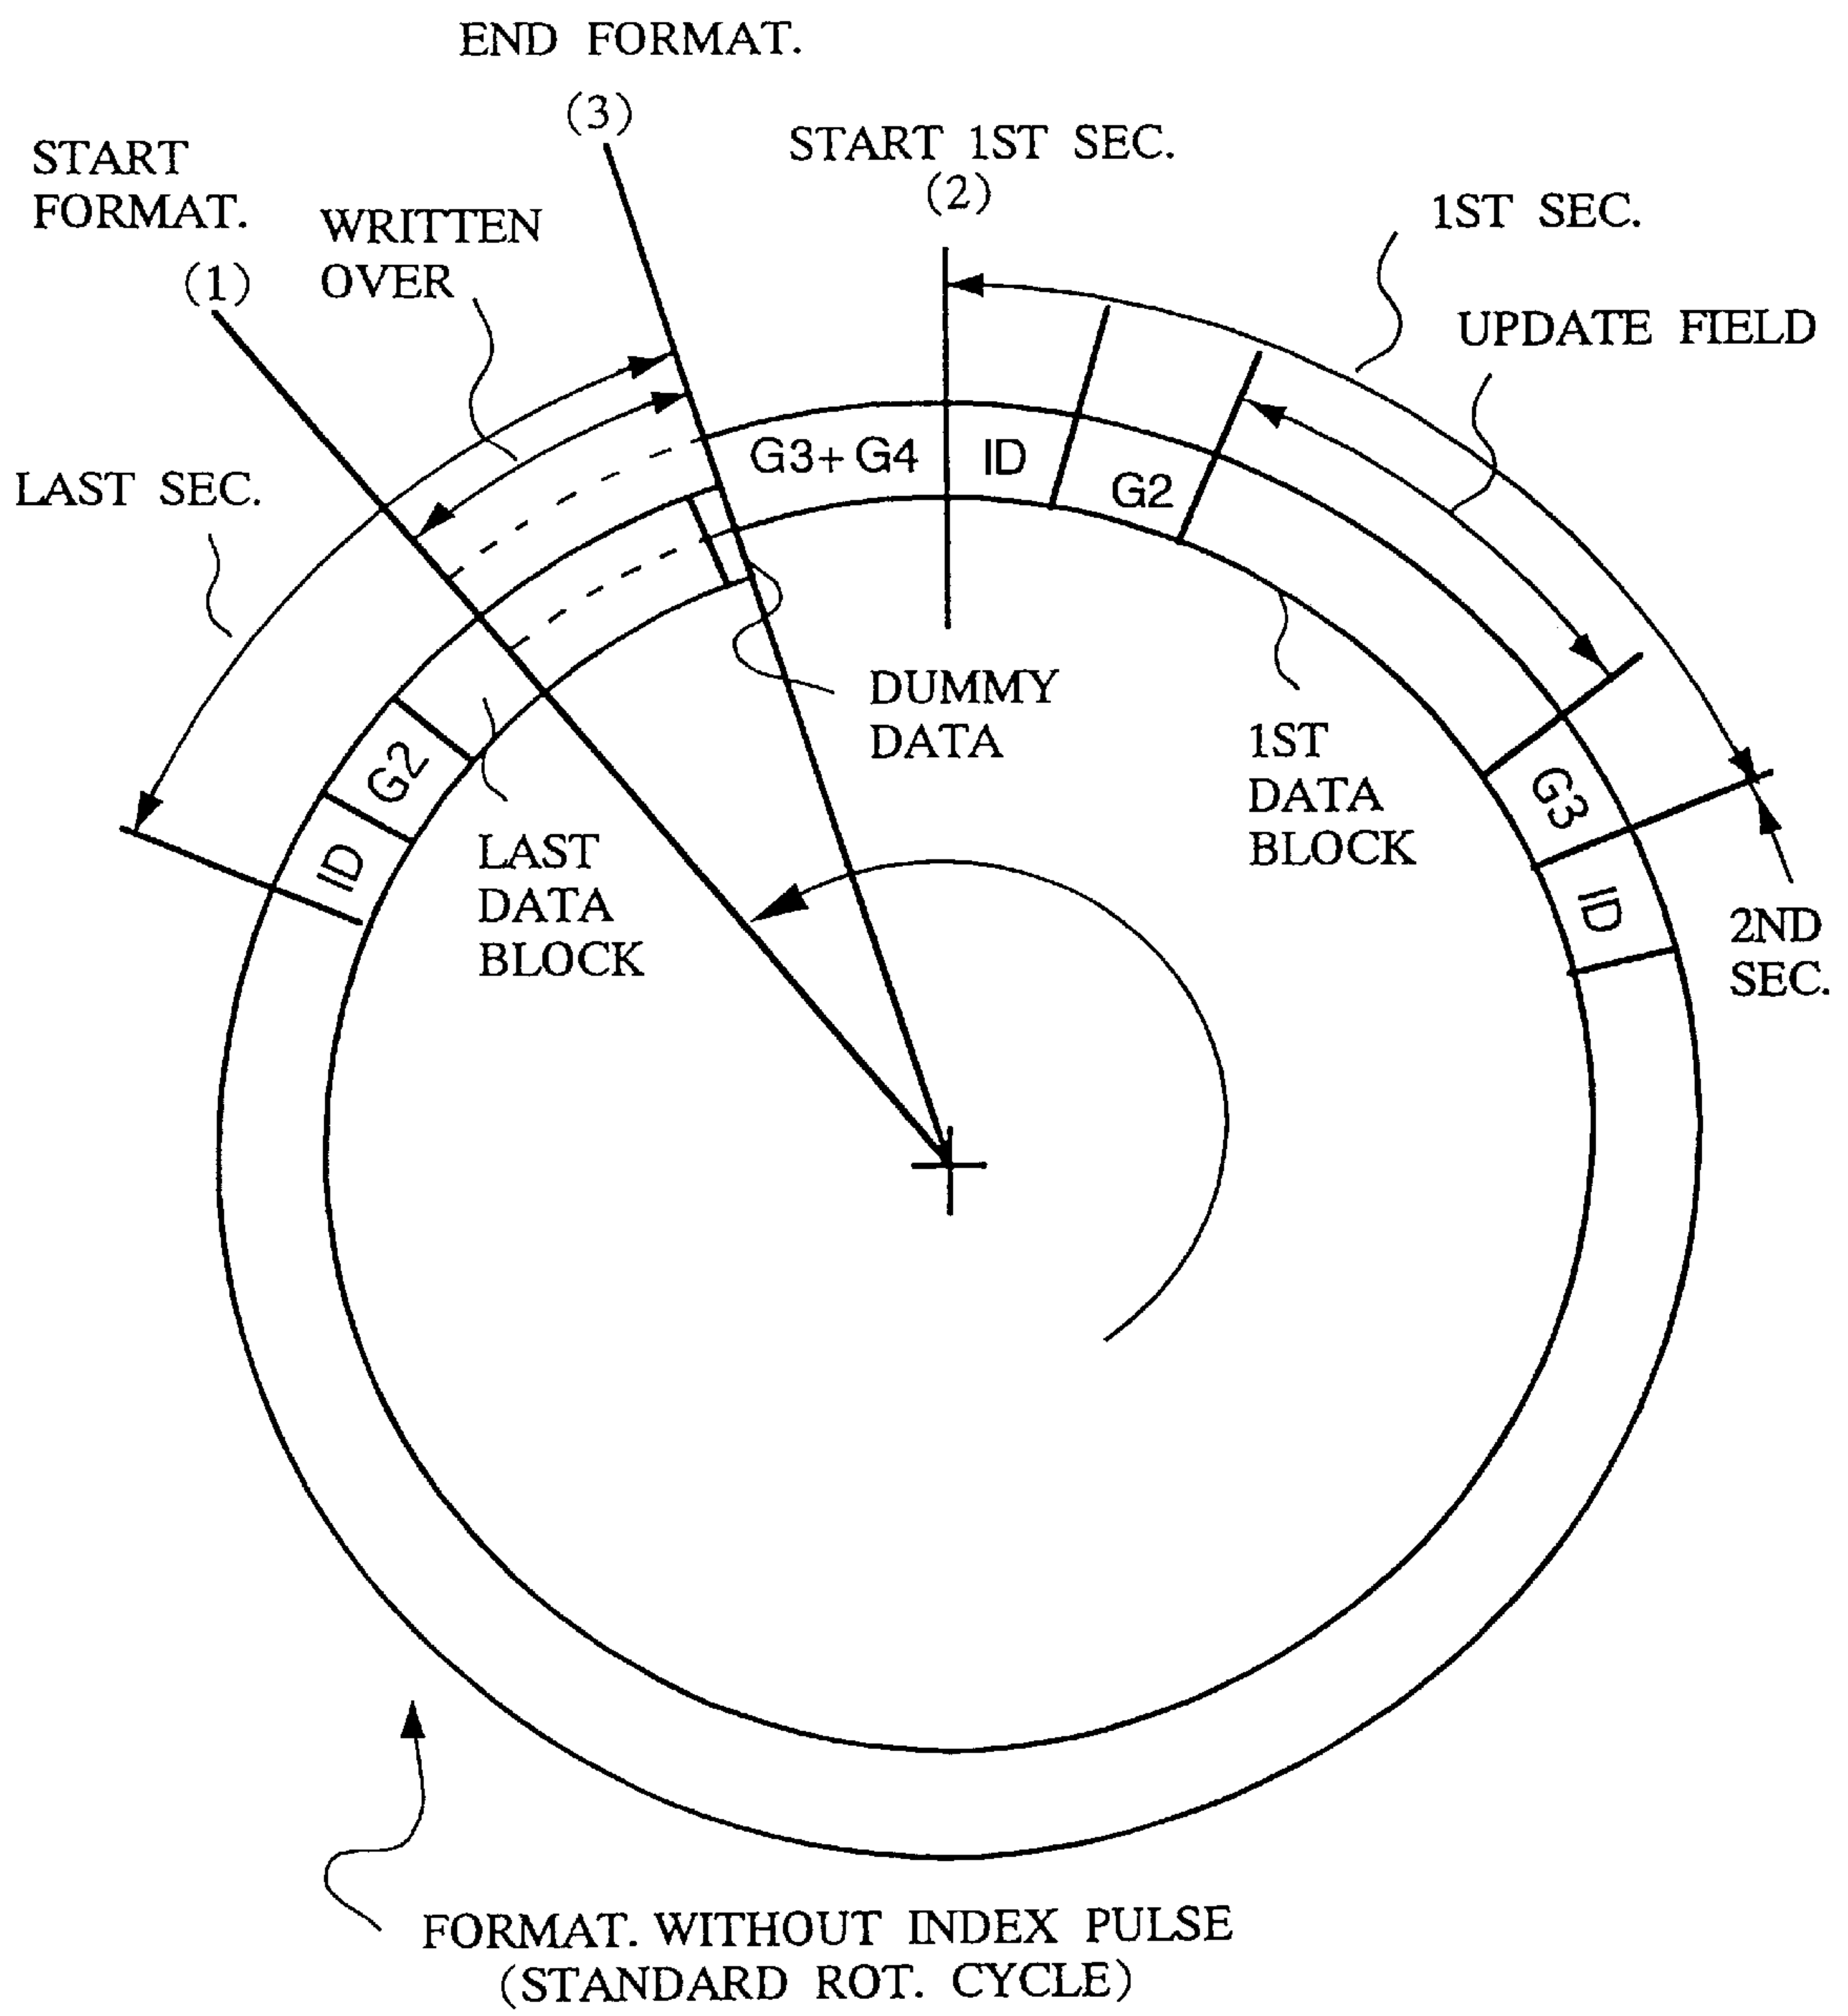 END FORMAT.
(3)
START 1ST SEC.
(2)
START
FORMAT.
(1)
WRITTEN
OVER
1ST SEC.
UPDATE FIELD
LAST SEC.
G3+G4
ID
G2
DUMMY
DATA
1ST
DATA
BLOCK
G3
ID
2ND
SEC.
G2
ID
LAST
DATA
BLOCK
FORMAT. WITHOUT INDEX PULSE
(STANDARD ROT. CYCLE)